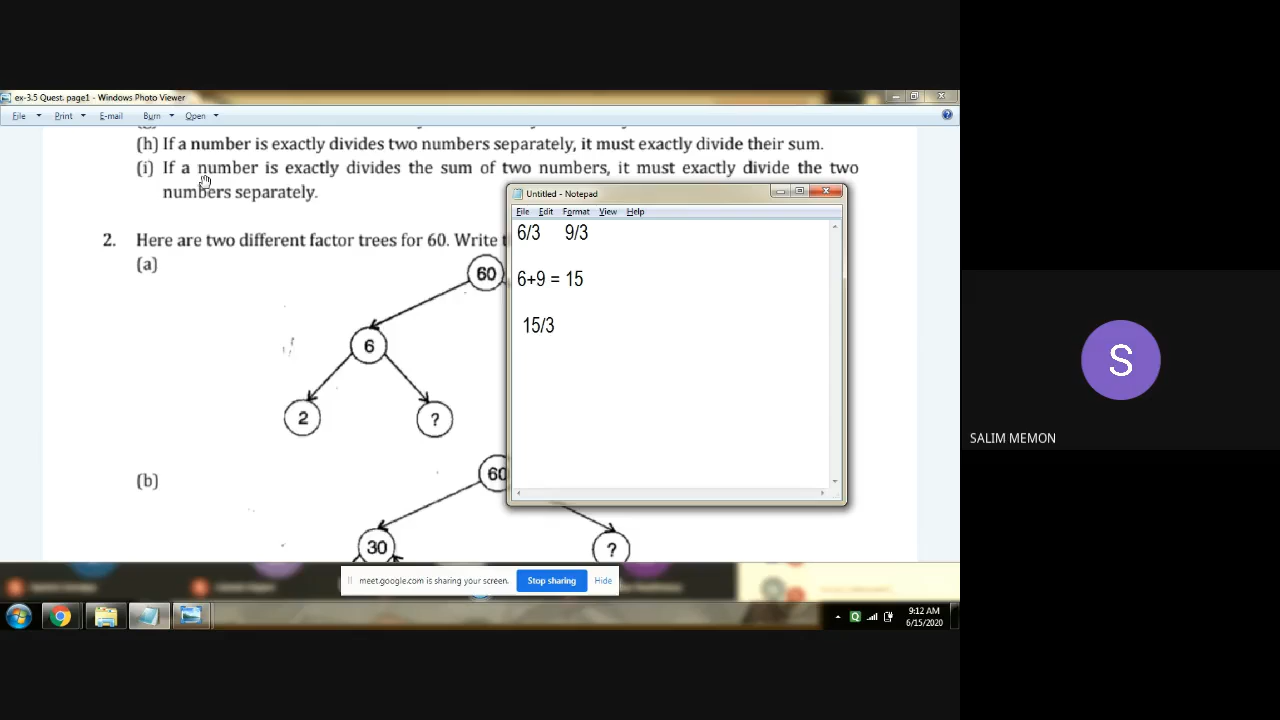 ex-3.5 Quest. page1 - Windows Photo Viewer
File Print E-mail Burn Open
(h) If a number is exactly divides two numbers separately, it must exactly divide their sum.
(i) If a number is exactly divides the sum of two numbers, it must exactly divide the two
numbers separately.
2. Here are two different factor trees for 60. Write
(a)
60
6
2 ?
(b)
60
30 ?
Untitled - Notepad
File Edit Format View Help
6/3 9/3
6+9 = 15
15/3
S
SALIM MEMON
meet.google.com is sharing your screen. Stop sharing Hide
Q
9:12 AM
6/15/2020